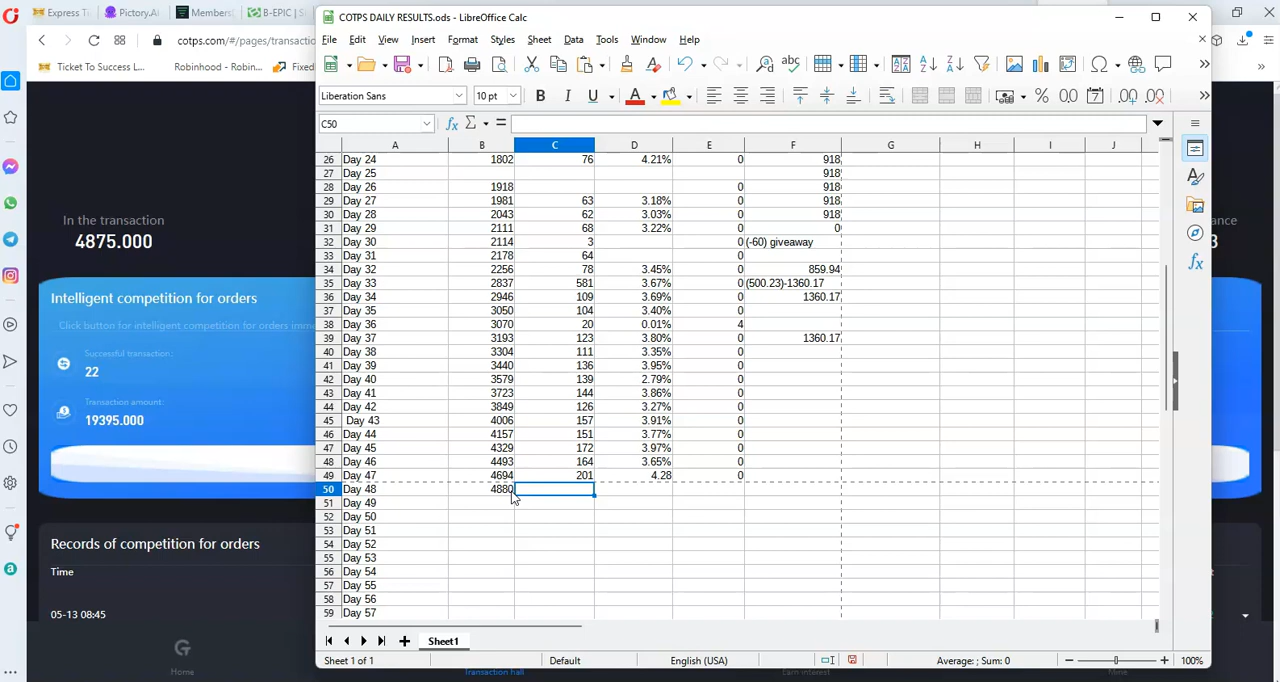 Express T
Pictory.AI
Members
B-EPIC | S
COTPS DAILY RESULTS.ods - LibreOffice Calc
cotps.com/#/pages/transactio
File Edit View Insert Format Styles Sheet Data Tools Window Help
Ticket To Success L...
Robinhood - Robin...
Fixed
Liberation Sans
10 pt
C50
A B C D E F G H I J
26 Day 24 1802 76 4.21% 0 918
27 Day 25 918
28 Day 26 1918 0 918
29 Day 27 1981 63 3.18% 0 918
30 Day 28 2043 62 3.03% 0 918
31 Day 29 2111 68 3.22% 0 0
32 Day 30 2114 3 0 (-60) giveaway
33 Day 31 2178 64 0
34 Day 32 2256 78 3.45% 0 859.94
35 Day 33 2837 581 3.67% 0 (500.23)-1360.17
36 Day 34 2946 109 3.69% 0 1360.17
37 Day 35 3050 104 3.40% 0
38 Day 36 3070 20 0.01% 4
39 Day 37 3193 123 3.80% 0 1360.17
40 Day 38 3304 111 3.35% 0
41 Day 39 3440 136 3.95% 0
42 Day 40 3579 139 2.79% 0
43 Day 41 3723 144 3.86% 0
44 Day 42 3849 126 3.27% 0
45 Day 43 4006 157 3.91% 0
46 Day 44 4157 151 3.77% 0
47 Day 45 4329 172 3.97% 0
48 Day 46 4493 164 3.65% 0
49 Day 47 4694 201 4.28 0
50 Day 48 4880
51 Day 49
52 Day 50
53 Day 51
54 Day 52
55 Day 53
56 Day 54
57 Day 55
58 Day 56
59 Day 57
In the transaction
4875.000
ance
3
Intelligent competition for orders
Click button for intelligent competition for orders imm
Successful transaction:
22
Transaction amount:
19395.000
Records of competition for orders
Time
05-13 08:45
Home
Transaction hall
Earn interest
Mine
Sheet1
Sheet 1 of 1
Default
English (USA)
Average: ; Sum: 0
100%